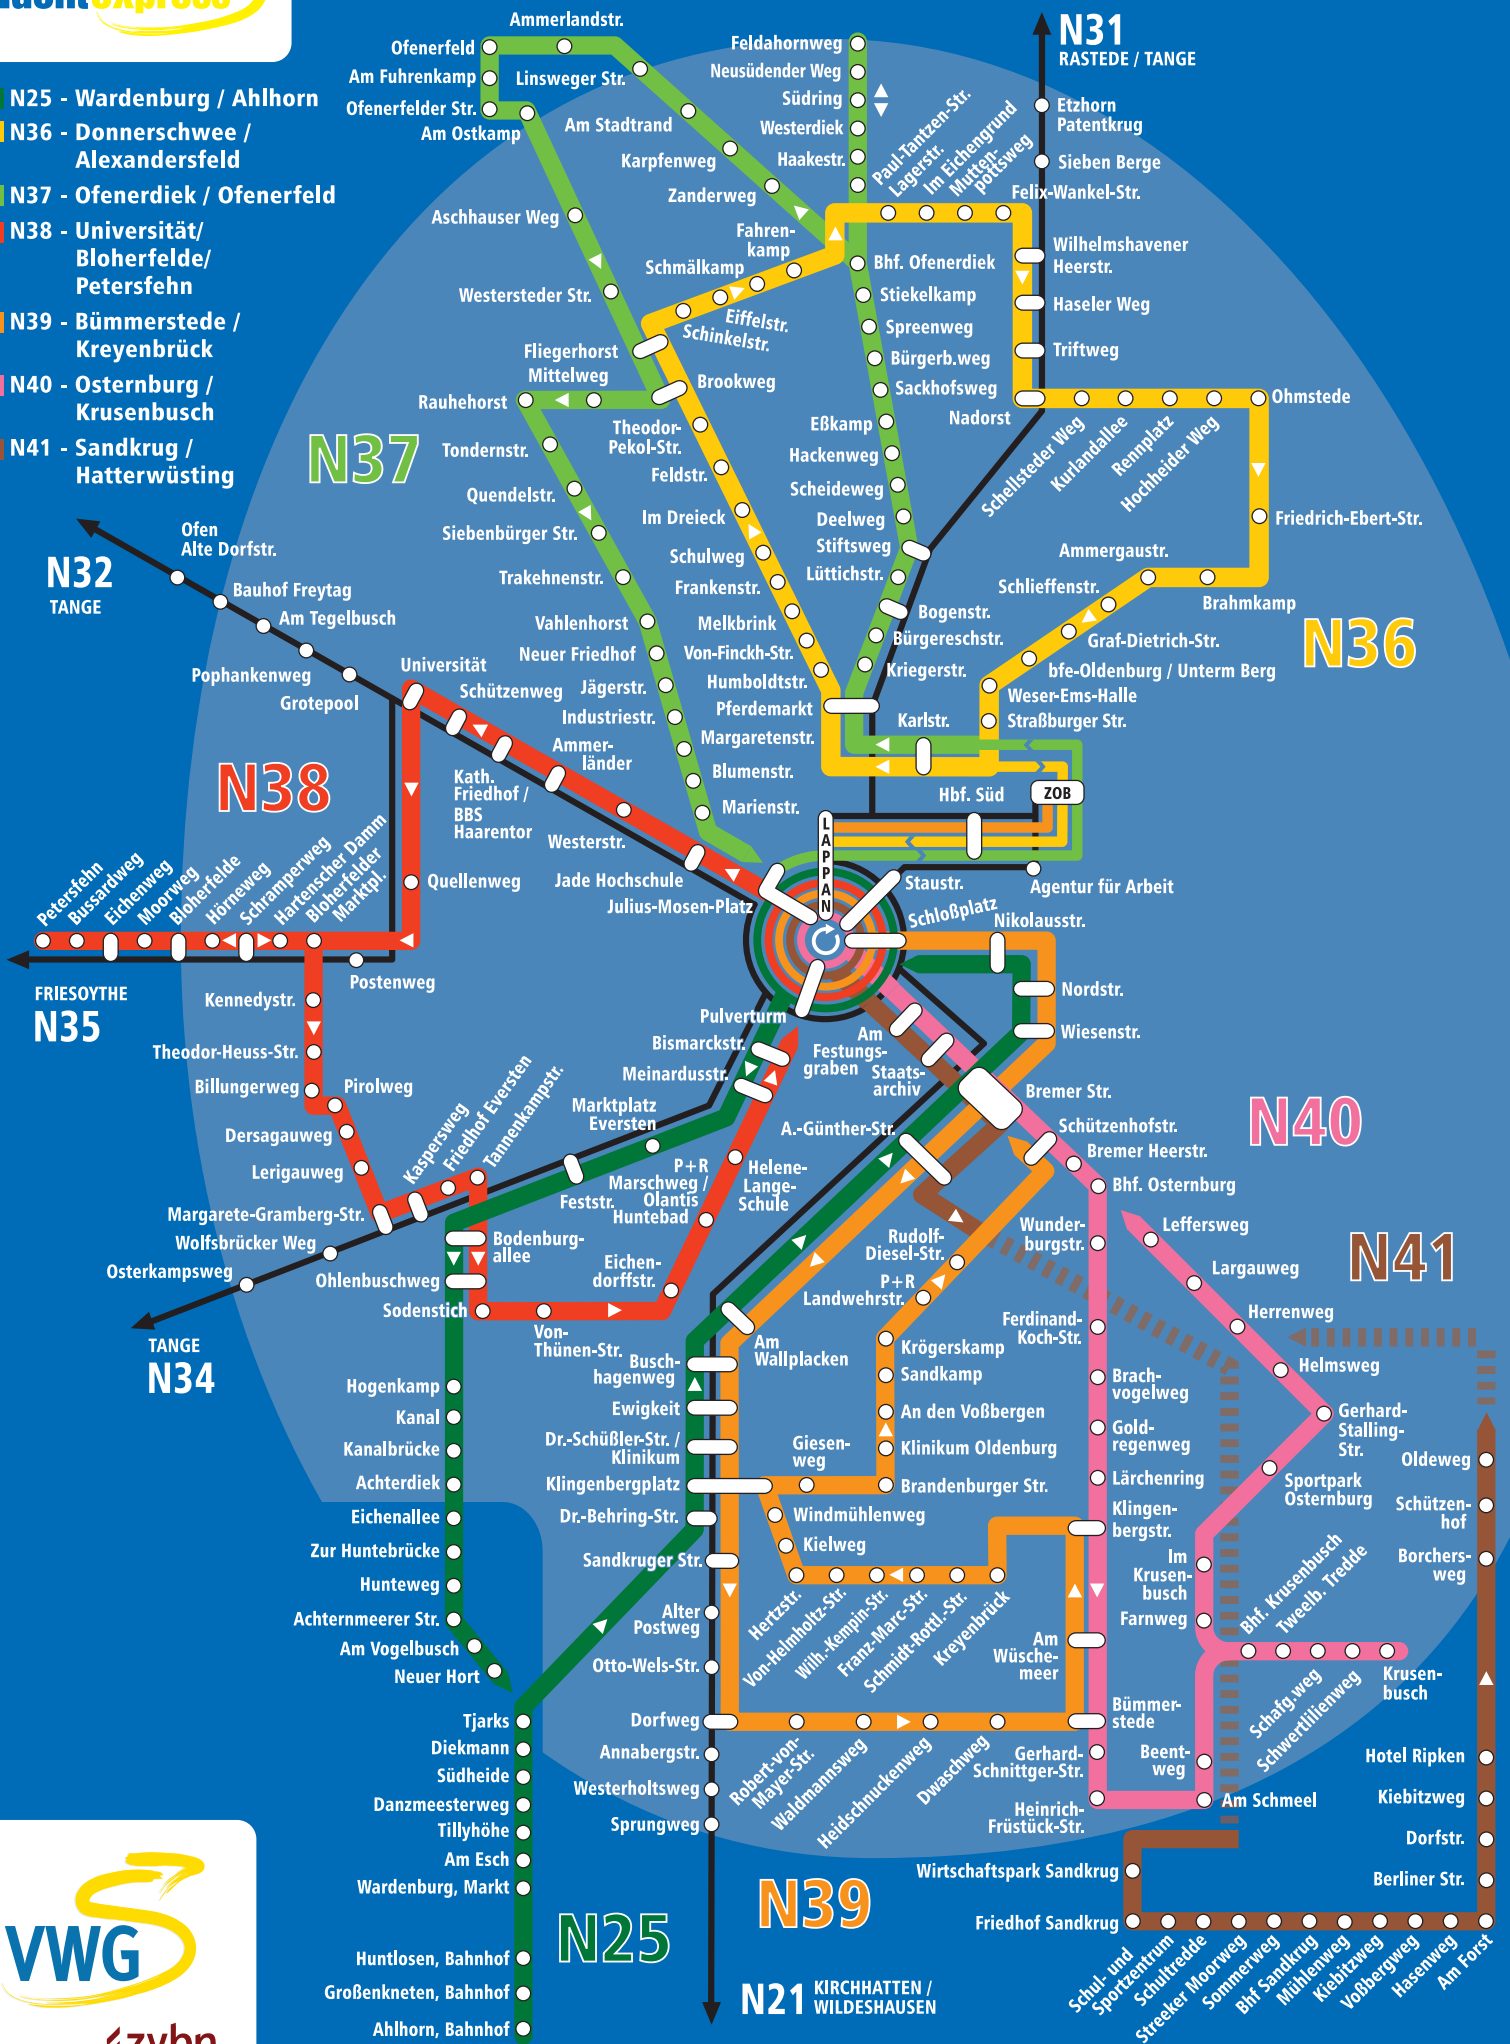 nachtexpress
N25 - Wardenburg / Ahlhorn
N36 - Donnerschwee /
Alexandersfeld
N37 - Ofenerdiek / Ofenerfeld
N38 - Universität/
Bloherfelde/
Petersfehn
N39 - Bümmerstede /
Kreyenbrück
N40 - Osternburg /
Krusenbusch
N41 - Sandkrug /
Hatterwüsting
Ammerlandstr.
Ofenerfeld
Am Fuhrenkamp
Linsweger Str.
Ofenerfelder Str.
Am Ostkamp
Am Stadtrand
Karpfenweg
Zanderweg
Aschhauser Weg
Westersteder Str.
Fliegerhorst
Mittelweg
Rauhehorst
Tondernstr.
Quendelstr.
Siebenbürger Str.
Trakehnenstr.
Vahlenhorst
Neuer Friedhof
Jägerstr.
Industriestr.
Margaretenstr.
Blumenstr.
Marienstr.
N37
Feldahornweg
Neusüdender Weg
Südring
Westerdiek
Haakestr.
Bhf. Ofenerdiek
Stiekelkamp
Spreenweg
Bürgerb.weg
Sackhofsweg
Eßkamp
Hackenweg
Scheideweg
Deelweg
Stiftsweg
Lüttichstr.
Bogenstr.
Bürgereschstr.
Kriegerstr.
Pferdemarkt
N31
RASTEDE / TANGE
Etzhorn
Patentkrug
Sieben Berge
Paul-Tantzen-Str.
Lagerstr.
Im Eichengrund
Mutten-
pottsweg
Felix-Wankel-Str.
Wilhelmshavener
Heerstr.
Haseler Weg
Triftweg
Nadorst
Schellsteder Weg
Kurlandallee
Rennplatz
Hochheider Weg
Ohmstede
Friedrich-Ebert-Str.
Ammergaustr.
Schlieffenstr.
Brahmkamp
Graf-Dietrich-Str.
bfe-Oldenburg / Unterm Berg
Weser-Ems-Halle
Straßburger Str.
Karlstr.
N36
Fahren-
kamp
Schmälkamp
Eiffelstr.
Schinkelstr.
Brookweg
Theodor-
Pekol-Str.
Feldstr.
Im Dreieck
Schulweg
Frankenstr.
Melkbrink
Von-Finckh-Str.
Humboldtstr.
Hbf. Süd
ZOB
LAPPAN
Staustr.
Agentur für Arbeit
Schloßplatz
Nikolausstr.
Nordstr.
Wiesenstr.
N32
TANGE
Ofen
Alte Dorfstr.
Bauhof Freytag
Am Tegelbusch
Pophankenweg
Grotepool
Universität
Schützenweg
Kath.
Friedhof /
BBS
Haarentor
Ammer-
länder
Westerstr.
Jade Hochschule
Julius-Mosen-Platz
N38
Petersfehn
Bussardweg
Eichenweg
Moorweg
Bloherfelde
Hörneweg
Schramperweg
Hartenscher Damm
Bloherfelder
Marktpl.
Quellenweg
Postenweg
FRIESOYTHE
N35
Kennedystr.
Theodor-Heuss-Str.
Billungerweg
Pirolweg
Dersagauweg
Lerigauweg
Margarete-Gramberg-Str.
Kaspersweg
Friedhof Eversten
Tannenkampstr.
Wolfsbrücker Weg
Osterkampsweg
TANGE
N34
Pulverturm
Bismarckstr.
Meinardusstr.
Marktplatz
Eversten
Feststr.
Bodenburg-
allee
Ohlenbuschweg
Sodenstich
Von-
Thünen-Str.
Eichen-
dorffstr.
P+R
Marschweg /
Olantis
Huntebad
Helene-
Lange-
Schule
Hogenkamp
Kanal
Kanalbrücke
Achterdiek
Eichenallee
Zur Huntebrücke
Hunteweg
Achternmeerer Str.
Am Vogelbusch
Neuer Hort
Tjarks
Diekmann
Südheide
Danzmeesterweg
Tillyhöhe
Am Esch
Wardenburg, Markt
Huntlosen, Bahnhof
Großenkneten, Bahnhof
Ahlhorn, Bahnhof
N25
Am
Festungs-
graben
Staats-
archiv
Bremer Str.
A.-Günther-Str.
Schützenhofstr.
Bremer Heerstr.
Bhf. Osternburg
N40
Wunder-
burgstr.
Rudolf-
Diesel-Str.
P+R
Landwehrstr.
Krögerskamp
Sandkamp
An den Voßbergen
Klinikum Oldenburg
Brandenburger Str.
Giesen-
weg
Windmühlenweg
Kielweg
Am
Wallplacken
Busch-
hagenweg
Ewigkeit
Dr.-Schüßler-Str. /
Klinikum
Klingenbergplatz
Dr.-Behring-Str.
Sandkruger Str.
Alter
Postweg
Otto-Wels-Str.
Dorfweg
Annabergstr.
Westerholtsweg
Sprungweg
Hertzstr.
Von-Helmholtz-Str.
Wilh.-Kempin-Str.
Franz-Marc-Str.
Schmidt-Rottl.-Str.
Kreyenbrück
Robert-von-
Mayer-Str.
Waldmannsweg
Heidschnuckenweg
Dwaschweg
N39
N21 KIRCHHATTEN /
WILDESHAUSEN
Ferdinand-
Koch-Str.
Brach-
vogelweg
Gold-
regenweg
Lärchenring
Klingen-
bergstr.
Am
Wüsche-
meer
Bümmer-
stede
Gerhard-
Schnittger-Str.
Heinrich-
Früstück-Str.
Am Schmeel
Beent-
weg
Farnweg
Im
Krusen-
busch
Bhf. Krusenbusch
Tweelb. Tredde
Schafg.weg
Schwertlilienweg
Krusen-
busch
Sportpark
Osternburg
Gerhard-
Stalling-
Str.
Helmsweg
Herrenweg
Largauweg
Leffersweg
N41
Oldeweg
Schützen-
hof
Borchers-
weg
Hotel Ripken
Kiebitzweg
Dorfstr.
Berliner Str.
Wirtschaftspark Sandkrug
Friedhof Sandkrug
Schul- und
Sportzentrum
Schultredde
Streeker Moorweg
Sommerweg
Bhf Sandkrug
Mühlenweg
Kiebitzweg
Voßbergweg
Hasenweg
Am Forst
VWG
zvbn